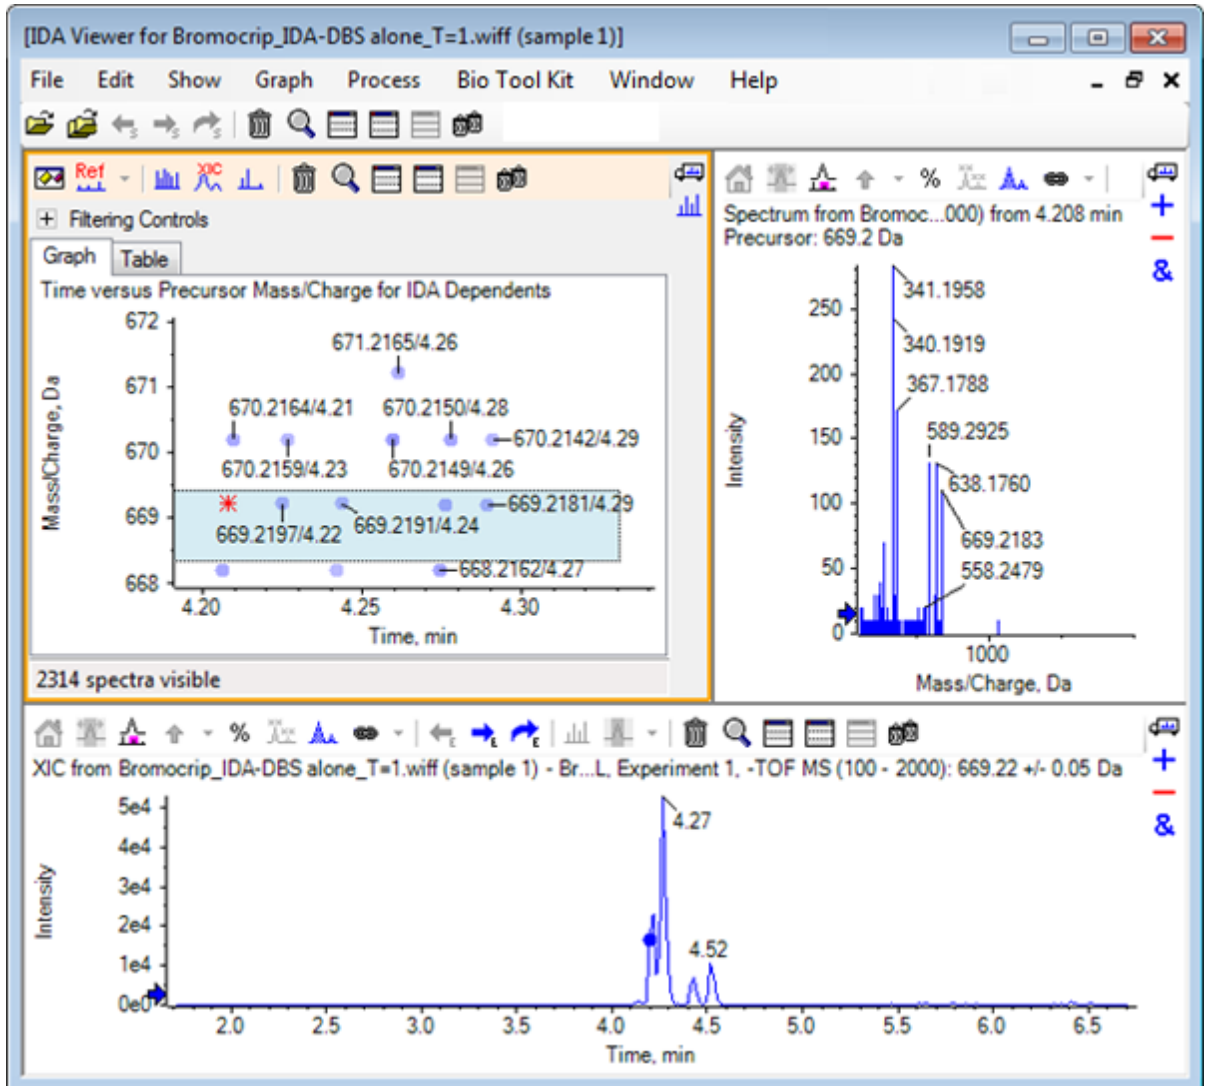 [IDA Viewer for Bromocrip_IDA-DBS alone_T=1.wiff (sample 1)]
File Edit Show Graph Process Bio Tool Kit Window Help
Ref XIC
Filtering Controls
Graph Table
Time versus Precursor Mass/Charge for IDA Dependents
672
671.2165/4.26
671
670.2164/4.21 670.2150/4.28
670
670.2142/4.29
670.2159/4.23 670.2149/4.26
669
669.2181/4.29
669.2197/4.22 669.2191/4.24
668
668.2162/4.27
4.20 4.25 4.30
Time, min
Mass/Charge, Da
2314 spectra visible
%
Spectrum from Bromoc...000) from 4.208 min
Precursor: 669.2 Da
&
341.1958
250
340.1919
200
367.1788
150
589.2925
638.1760
100
669.2183
50
558.2479
0
1000
Mass/Charge, Da
Intensity
% E E
XIC from Bromocrip_IDA-DBS alone_T=1.wiff (sample 1) - Br...L, Experiment 1, -TOF MS (100 - 2000): 669.22 +/- 0.05 Da
&
5e4
4.27
4e4
3e4
2e4
4.52
1e4
0e0
2.0 2.5 3.0 3.5 4.0 4.5 5.0 5.5 6.0 6.5
Time, min
Intensity